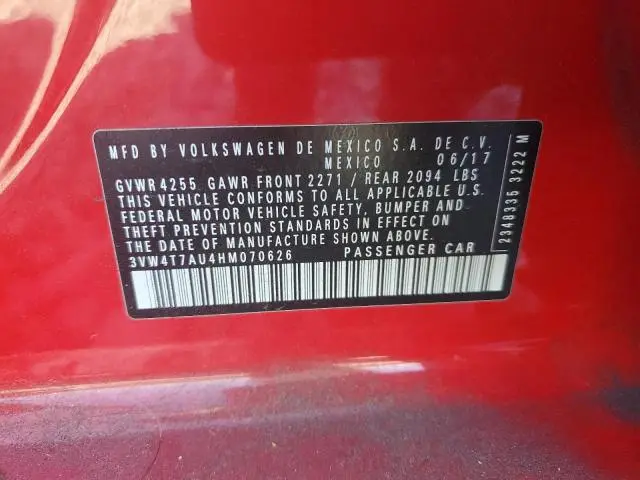 MFD BY VOLKSWAGEN DE MEXICO S.A. DE C.V.
MEXICO 06/17
GVWR 4255 GAWR FRONT 2271 / REAR 2094 LBS
THIS VEHICLE CONFORMS TO ALL APPLICABLE U.S.
FEDERAL MOTOR VEHICLE SAFETY, BUMPER AND
THEFT PREVENTION STANDARDS IN EFFECT ON
THE DATE OF MANUFACTURE SHOWN ABOVE.
3VW4T7AU4HM070626 PASSENGER CAR
2348335 3222 M